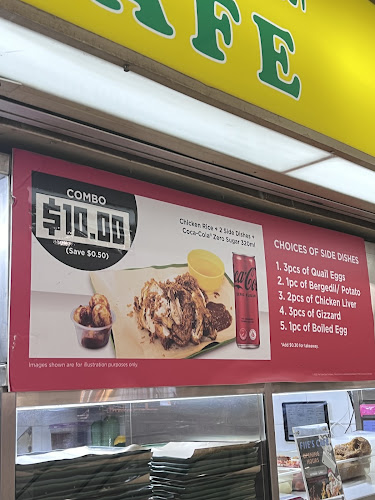 AFE
COMBO
$10.00
(Save $0.50)
Chicken Rice + 2 Side Dishes +
Coca-Cola® Zero Sugar 320ml
CHOICES OF SIDE DISHES
1. 3pcs of Quail Eggs
2. 1pc of Bergedil/ Potato
3. 2pcs of Chicken Liver
4. 3pcs of Gizzard
5. 1pc of Boiled Egg
*Add $0.30 for takeaway
Images shown are for illustration purposes only.